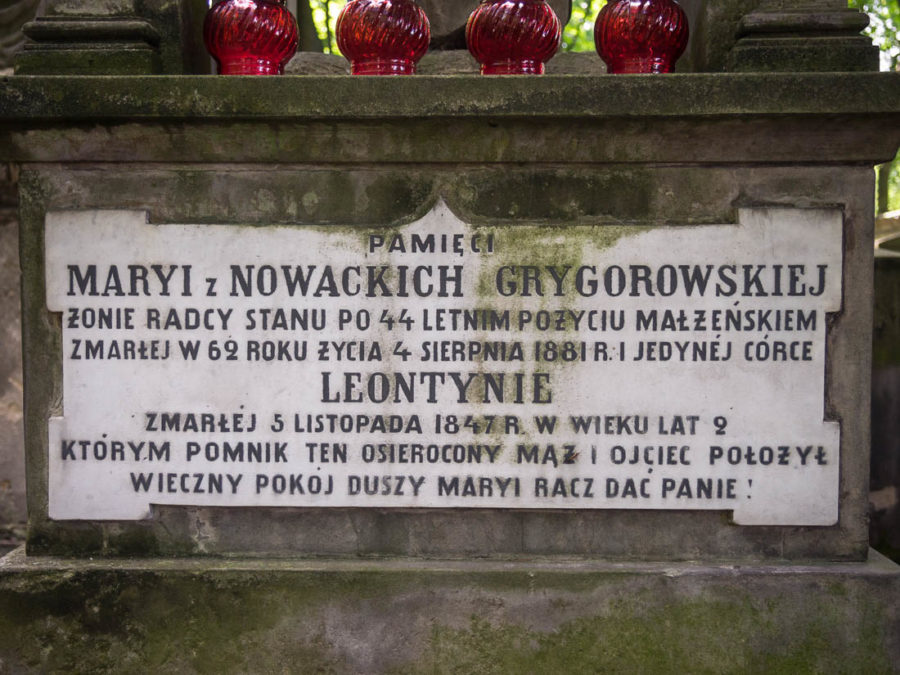 PAMIĘCI
MARYI z NOWACKICH GRYGOROWSKIEJ
ŻONIE RADCY STANU PO 44 LETNIM POŻYCIU MAŁŻEŃSKIEM
ZMARŁEJ W 62 ROKU ŻYCIA 4 SIERPNIA 1881 R. I JEDYNÉJ CÓRCE
LEONTYNIE
ZMARŁÉJ 5 LISTOPADA 1847 R. W WIEKU LAT 2
KTÓRYM POMNIK TEN OSIEROCONY MĄŻ I OJCIEC POŁOŻYŁ
WIECZNY POKÓJ DUSZY MARYI RACZ DAĆ PANIE!